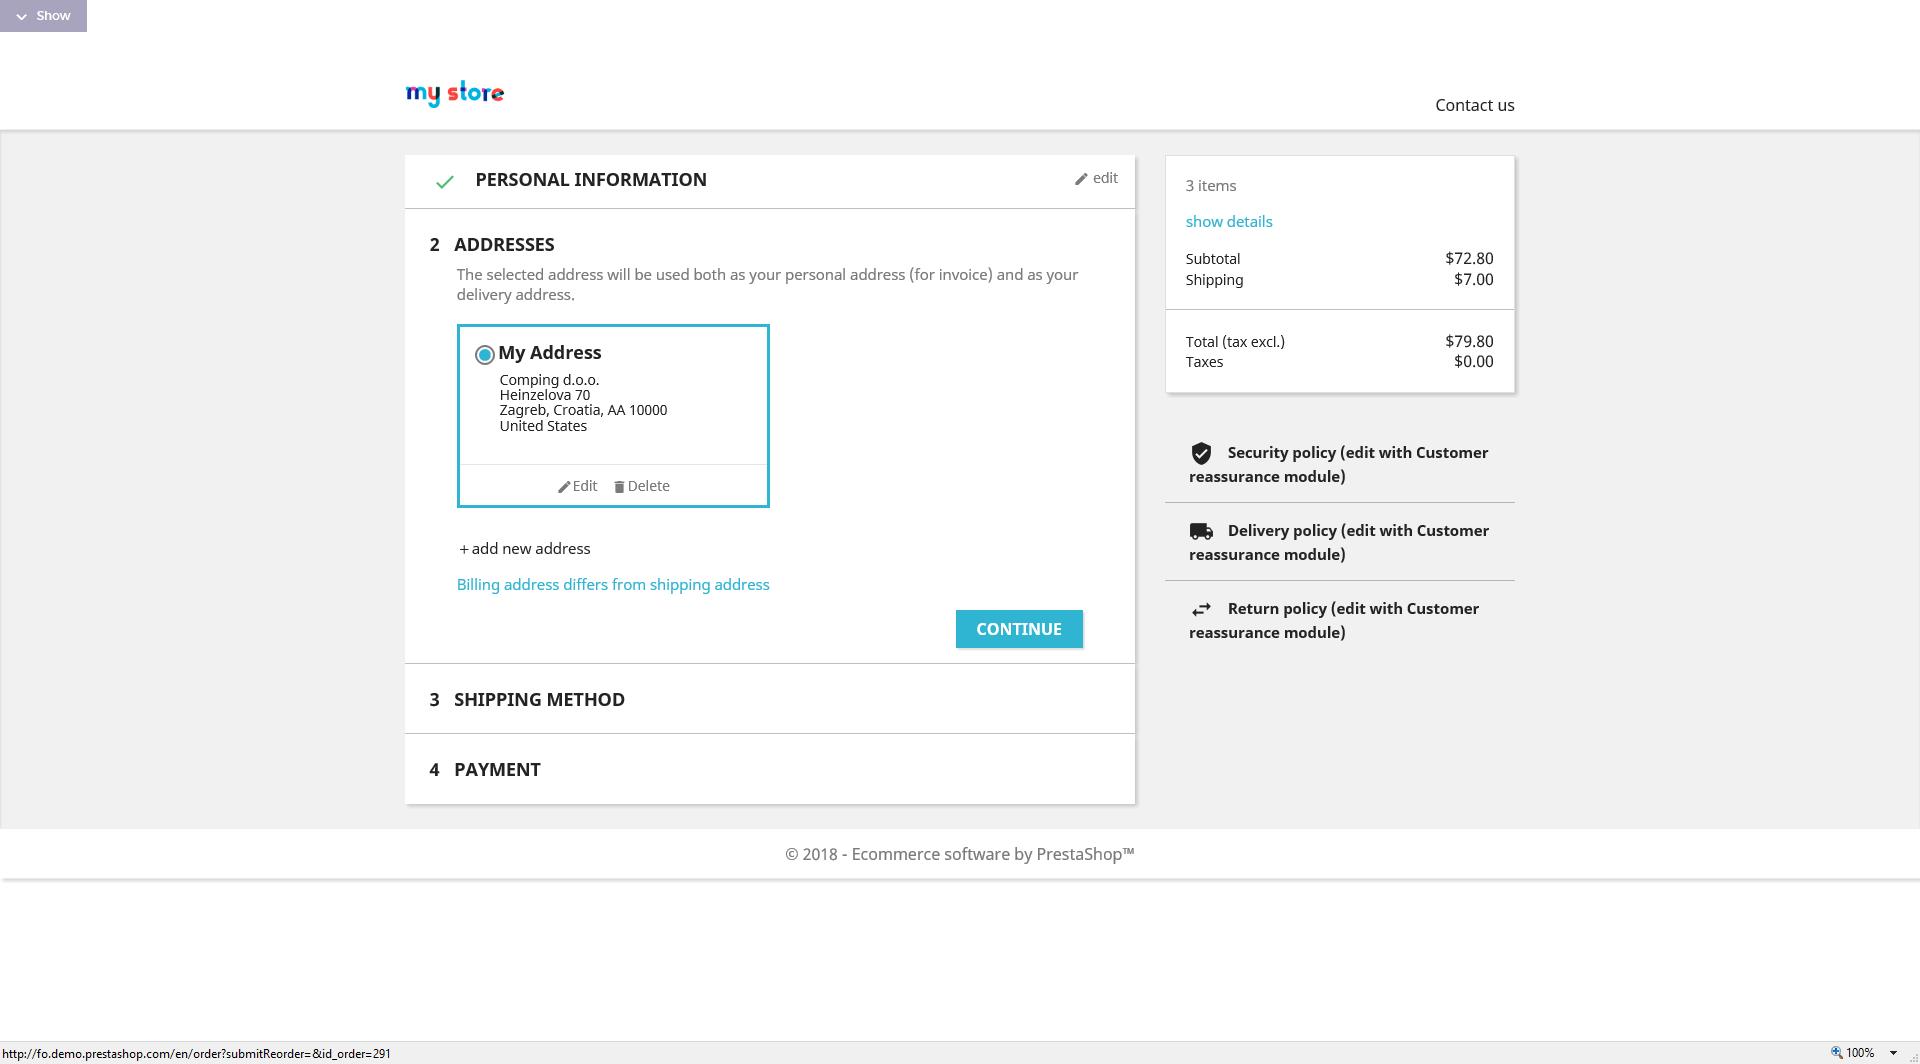 Show
my store
Contact us
PERSONAL INFORMATION
edit
2 ADDRESSES
The selected address will be used both as your personal address (for invoice) and as your
delivery address.
My Address
Comping d.o.o.
Heinzelova 70
Zagreb, Croatia, AA 10000
United States
Edit Delete
+ add new address
Billing address differs from shipping address
CONTINUE
3 SHIPPING METHOD
4 PAYMENT
3 items
show details
Subtotal $72.80
Shipping $7.00
Total (tax excl.) $79.80
Taxes $0.00
Security policy (edit with Customer
reassurance module)
Delivery policy (edit with Customer
reassurance module)
Return policy (edit with Customer
reassurance module)
© 2018 - Ecommerce software by PrestaShop™
http://fo.demo.prestashop.com/en/order?submitReorder=&id_order=291
100%